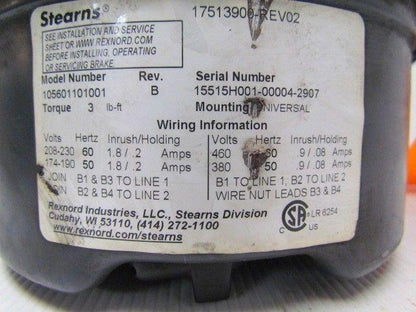 Stearns® 17513900-REV02
SEE INSTALLATION AND SERVICE
SHEET OR WWW.REXNORD.COM
BEFORE INSTALLING, OPERATING
OR SERVICING BRAKE.
Model Number Rev. Serial Number
105601101001 B 15515H001-00004-2907
Torque 3 lb-ft Mounting UNIVERSAL
Wiring Information
Volts Hertz Inrush/Holding Volts Hertz Inrush/Holding
208-230 60 1.8/ .2 Amps 460 60 .9/ .08 Amps
174-190 50 1.8/ .2 Amps 380 50 .9/ .08 Amps
JOIN B1 & B3 TO LINE 1 B1 TO LINE 1, B2 TO LINE 2
JOIN B2 & B4 TO LINE 2 WIRE NUT LEADS B3 & B4
Rexnord Industries, LLC., Stearns Division
Cudahy, WI 53110, (414) 272-1100
www.rexnord.com/stearns
C US LR 6254